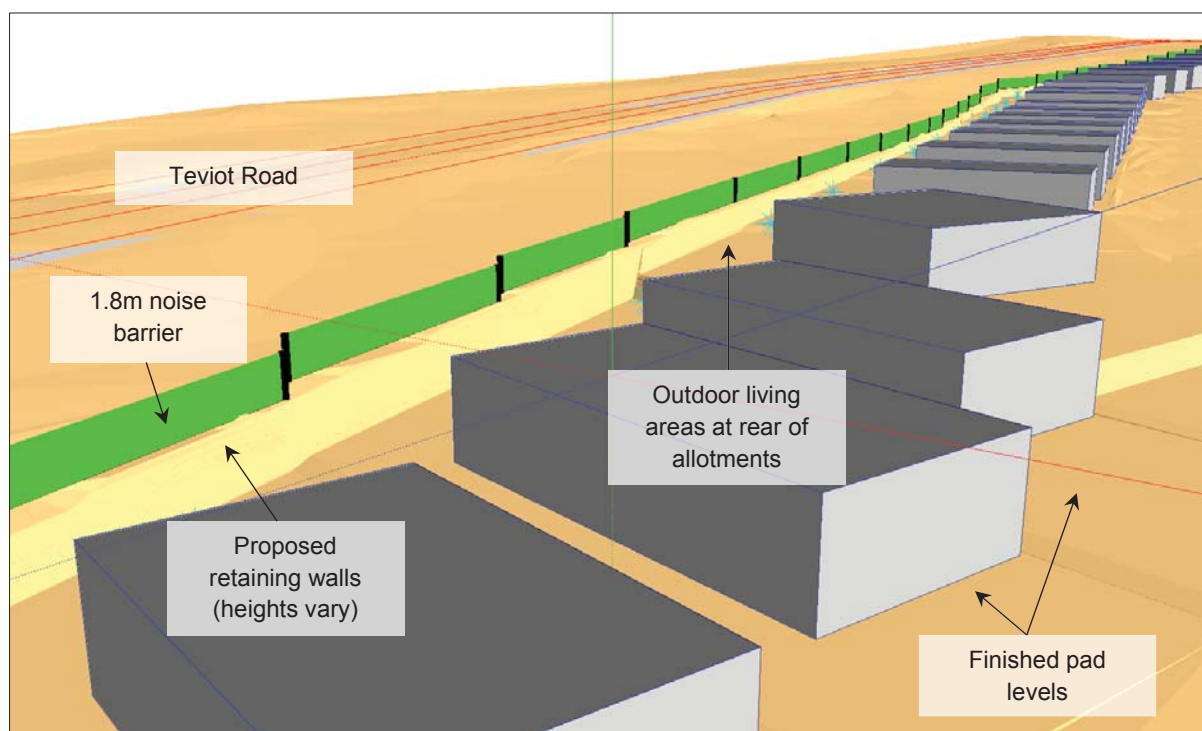 Teviot Road
1.8m noise
barrier
Proposed
retaining walls
(heights vary)
Outdoor living
areas at rear of
allotments
Finished pad
levels